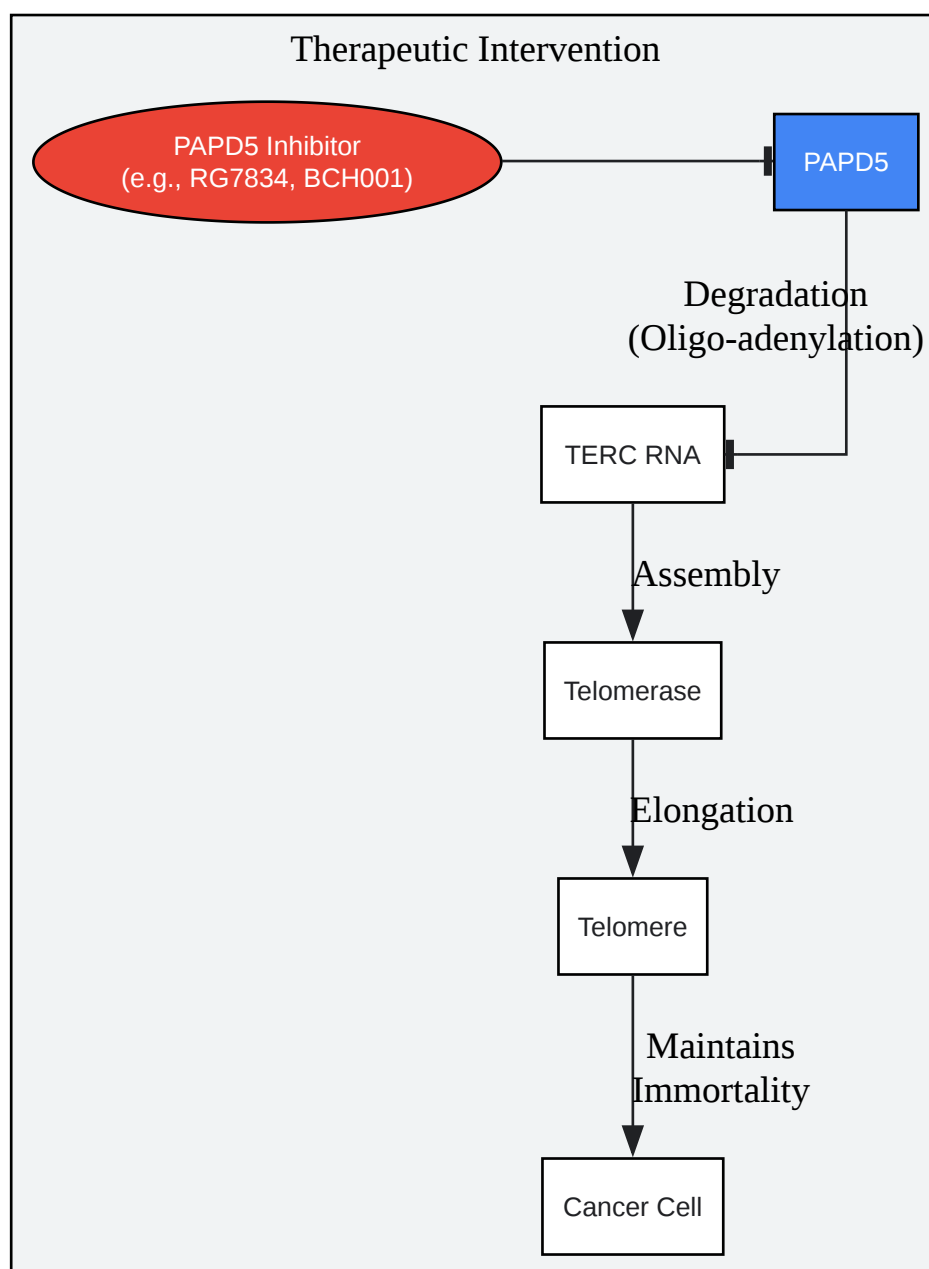 Therapeutic Intervention
PAPD5 Inhibitor
(e.g., RG7834, BCH001)
PAPD5
Degradation
(Oligo-adenylation)
TERC RNA
Assembly
Telomerase
Elongation
Telomere
Maintains
Immortality
Cancer Cell